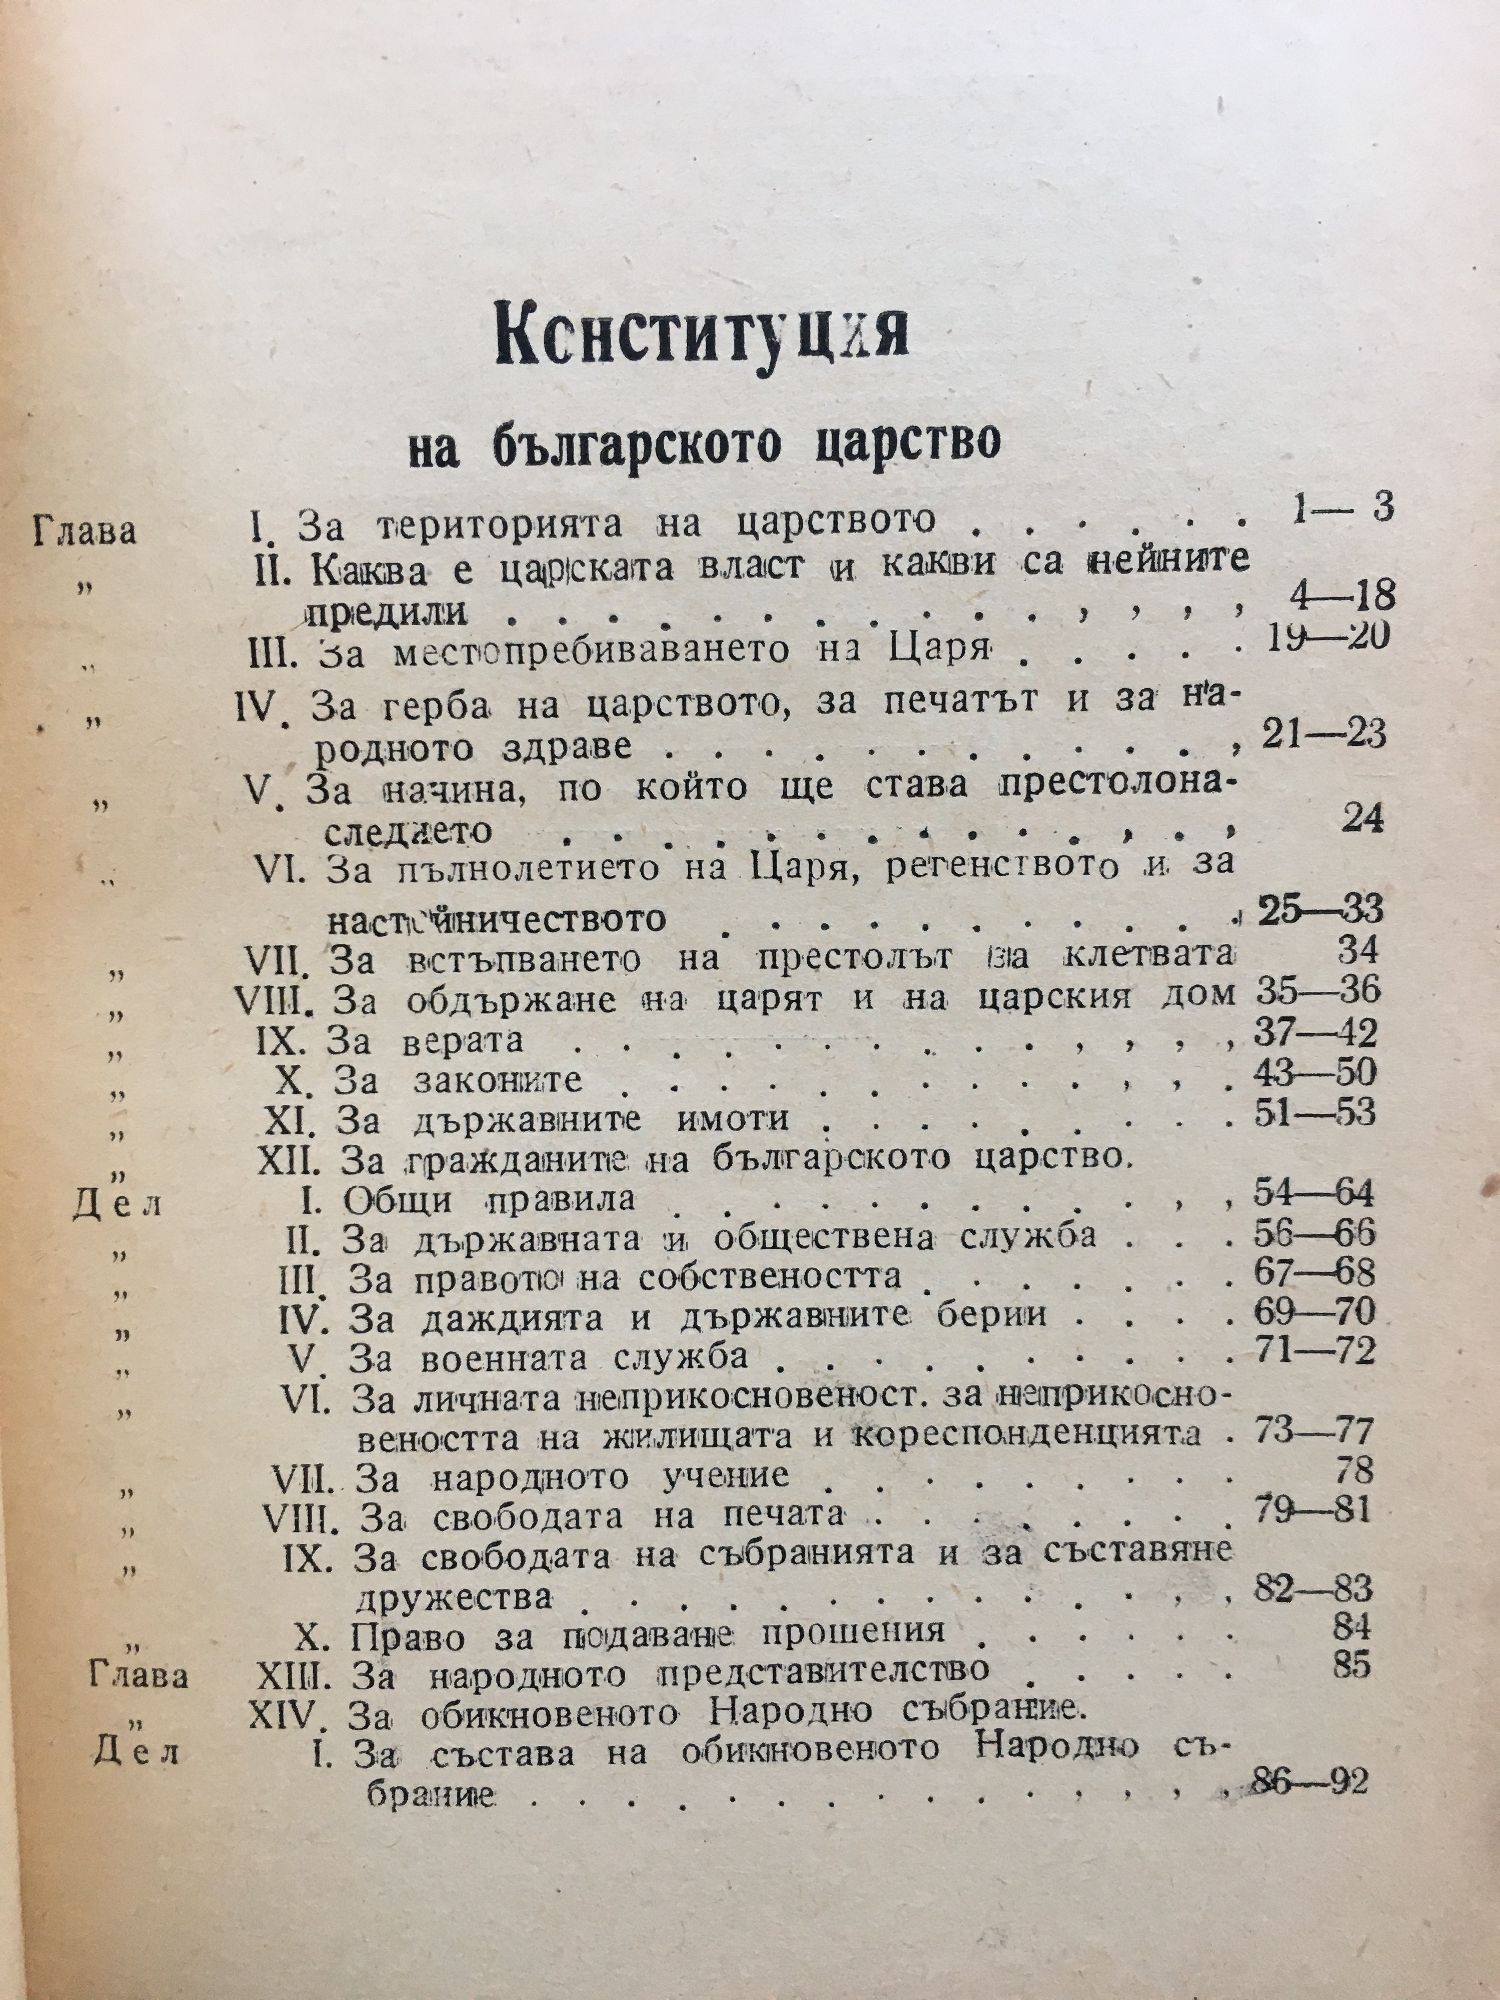 Конституция
на българското царство
Глава I. За територията на царството . . . . . . 1— 3
„ II. Каква е царската власт и какви са нейните
предили . . . . . . . . . . . . , , , , 4—18
„ III. За местопребиваването на Царя . . . . . 19—20
„ IV. За герба на царството, за печатът и за на-
родното здраве . . . . . . . . . . . , 21—23
„ V. За начина, по който ще става престолона-
следието . . . . . . . . . . . , . , 24
„ VI. За пълнолетието на Царя, регенството и за
настойничеството . . . . . . . . . . . 25—33
„ VII. За встъпването на престолът за клетвата 34
„ VIII. За обдържане на царят и на царския дом 35—36
„ IX. За верата . . . . . . . . . . . , , , , 37—42
„ X. За законите . . . . . . . . . . , , . 43—50
„ XI. За държавните имоти . . . . . . . . . 51—53
„ XII. За гражданите на българското царство.
Дел I. Общи правила . . . . . . . . . . , , 54—64
„ II. За държавната и обществена служба . . . 56—66
„ III. За правото на собствеността . . . . . . . 67—68
„ IV. За даждията и държавните берии . . . . 69—70
„ V. За военната служба . . . . . . . . . . 71—72
„ VI. За личната неприкосновеност. за неприкосно-
веността на жилищата и кореспонденцията . 73—77
„ VII. За народното учение . . . . . . . . . 78
„ VIII. За свободата на печата . . . . . . . . 79—81
„ IX. За свободата на събранията и за съставяне
дружества . . . . . . . . . . . . , , 82—83
„ X. Право за подаване прошения . . . . . . 84
Глава XIII. За народното представителство . . . . . 85
„ XIV. За обикновеното Народно събрание.
Дел I. За състава на обикновеното Народно съ-
брание . . . . . . . . . . . . , , , , 86—92